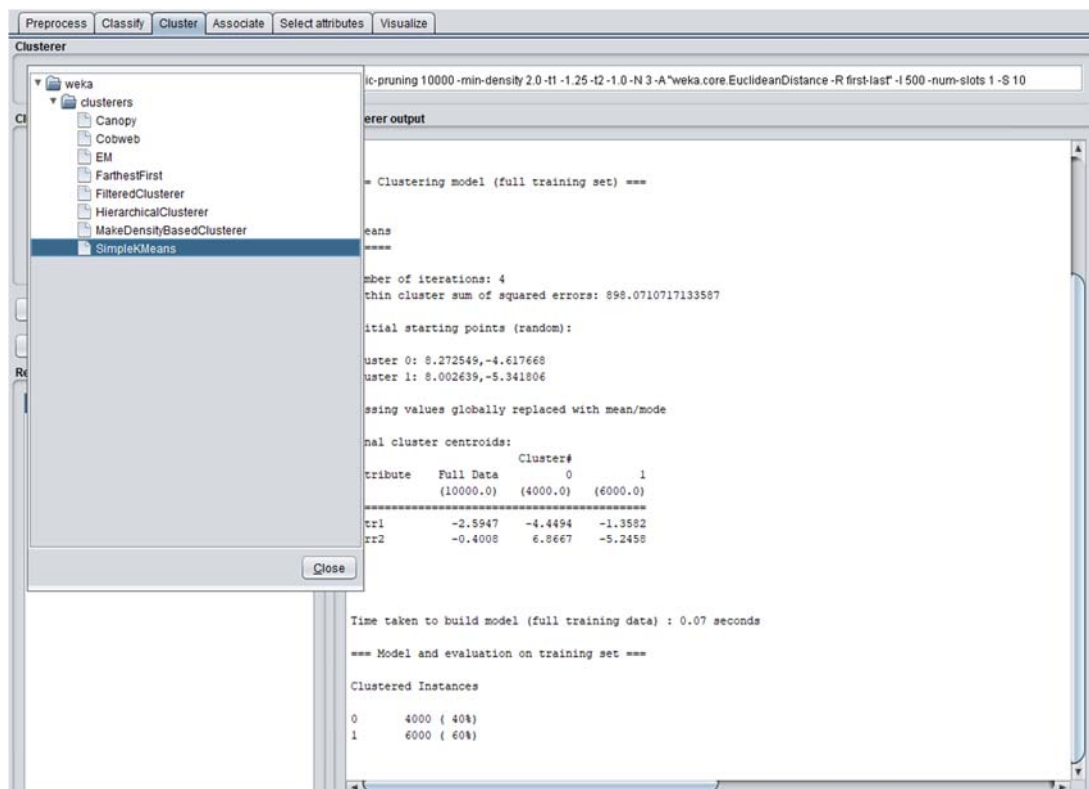 Preprocess Classify Cluster Associate Select attributes Visualize
Clusterer
weka
clusterers
Canopy
Cobweb
EM
FarthestFirst
FilteredClusterer
HierarchicalClusterer
MakeDensityBasedClusterer
SimpleKMeans
Close
Cl
Re
ic-pruning 10000 -min-density 2.0 -t1 -1.25 -t2 -1.0 -N 3 -A "weka.core.EuclideanDistance -R first-last" -I 500 -num-slots 1 -S 10
erer output
= Clustering model (full training set) ===
eans
====
mber of iterations: 4
thin cluster sum of squared errors: 898.0710717133587
itial starting points (random):
uster 0: 8.272549,-4.617668
uster 1: 8.002639,-5.341806
ssing values globally replaced with mean/mode
nal cluster centroids:
Cluster#
tribute Full Data 0 1
(10000.0) (4000.0) (6000.0)
=====================================
tr1 -2.5947 -4.4494 -1.3582
rr2 -0.4008 6.8667 -5.2458
Time taken to build model (full training data) : 0.07 seconds
=== Model and evaluation on training set ===
Clustered Instances
0 4000 ( 40%)
1 6000 ( 60%)